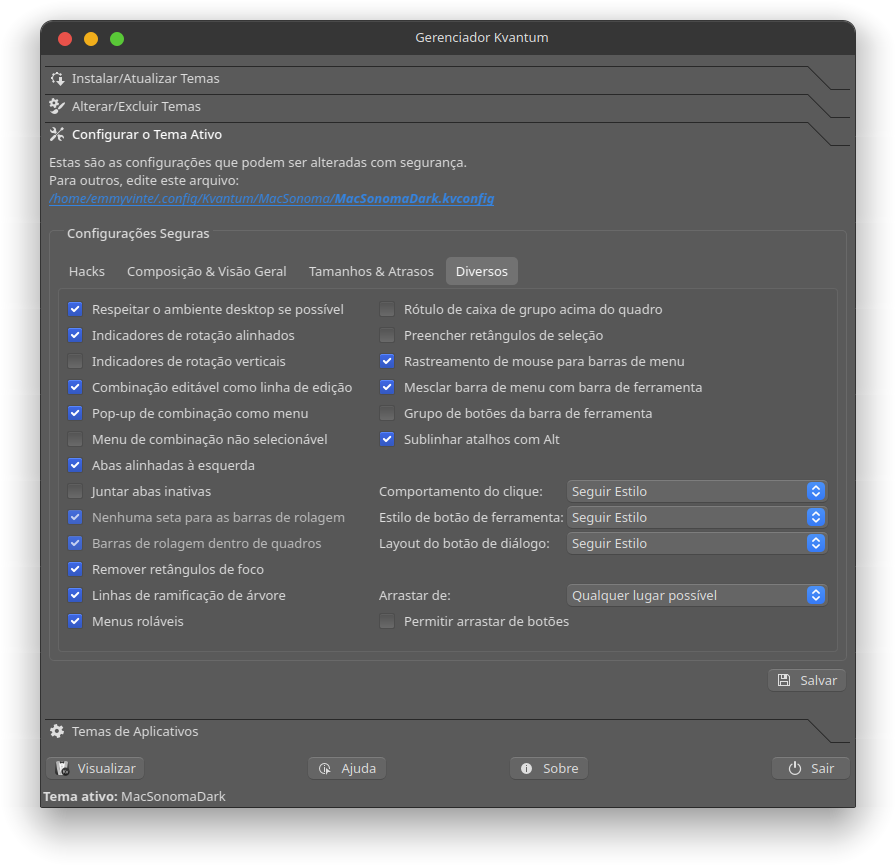 Gerenciador Kvantum
Instalar/Atualizar Temas
Alterar/Excluir Temas
Configurar o Tema Ativo
Estas são as configurações que podem ser alteradas com segurança.
Para outros, edite este arquivo:
/home/emmyvinte/.config/Kvantum/MacSonoma/MacSonomaDark.kvconfig
Configurações Seguras
Hacks Composição & Visão Geral Tamanhos & Atrasos Diversos
Respeitar o ambiente desktop se possível Rótulo de caixa de grupo acima do quadro
Indicadores de rotação alinhados Preencher retângulos de seleção
Indicadores de rotação verticais Rastreamento de mouse para barras de menu
Combinação editável como linha de edição Mesclar barra de menu com barra de ferramenta
Pop-up de combinação como menu Grupo de botões da barra de ferramenta
Menu de combinação não selecionável Sublinhar atalhos com Alt
Abas alinhadas à esquerda
Juntar abas inativas Comportamento do clique: Seguir Estilo
Nenhuma seta para as barras de rolagem Estilo de botão de ferramenta: Seguir Estilo
Barras de rolagem dentro de quadros Layout do botão de diálogo: Seguir Estilo
Remover retângulos de foco
Linhas de ramificação de árvore Arrastar de: Qualquer lugar possível
Menus roláveis Permitir arrastar de botões
Salvar
Temas de Aplicativos
Visualizar Ajuda Sobre Sair
Tema ativo: MacSonomaDark